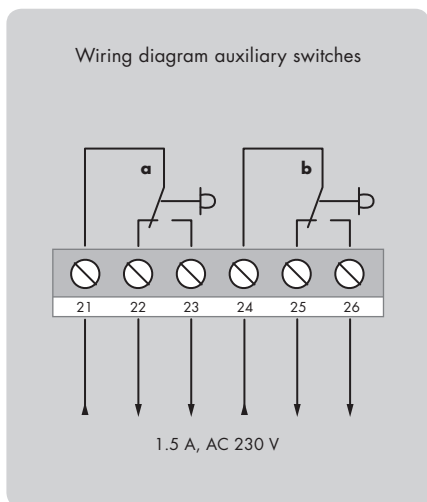 Wiring diagram auxiliary switches
a b
21 22 23 24 25 26
1.5 A, AC 230 V